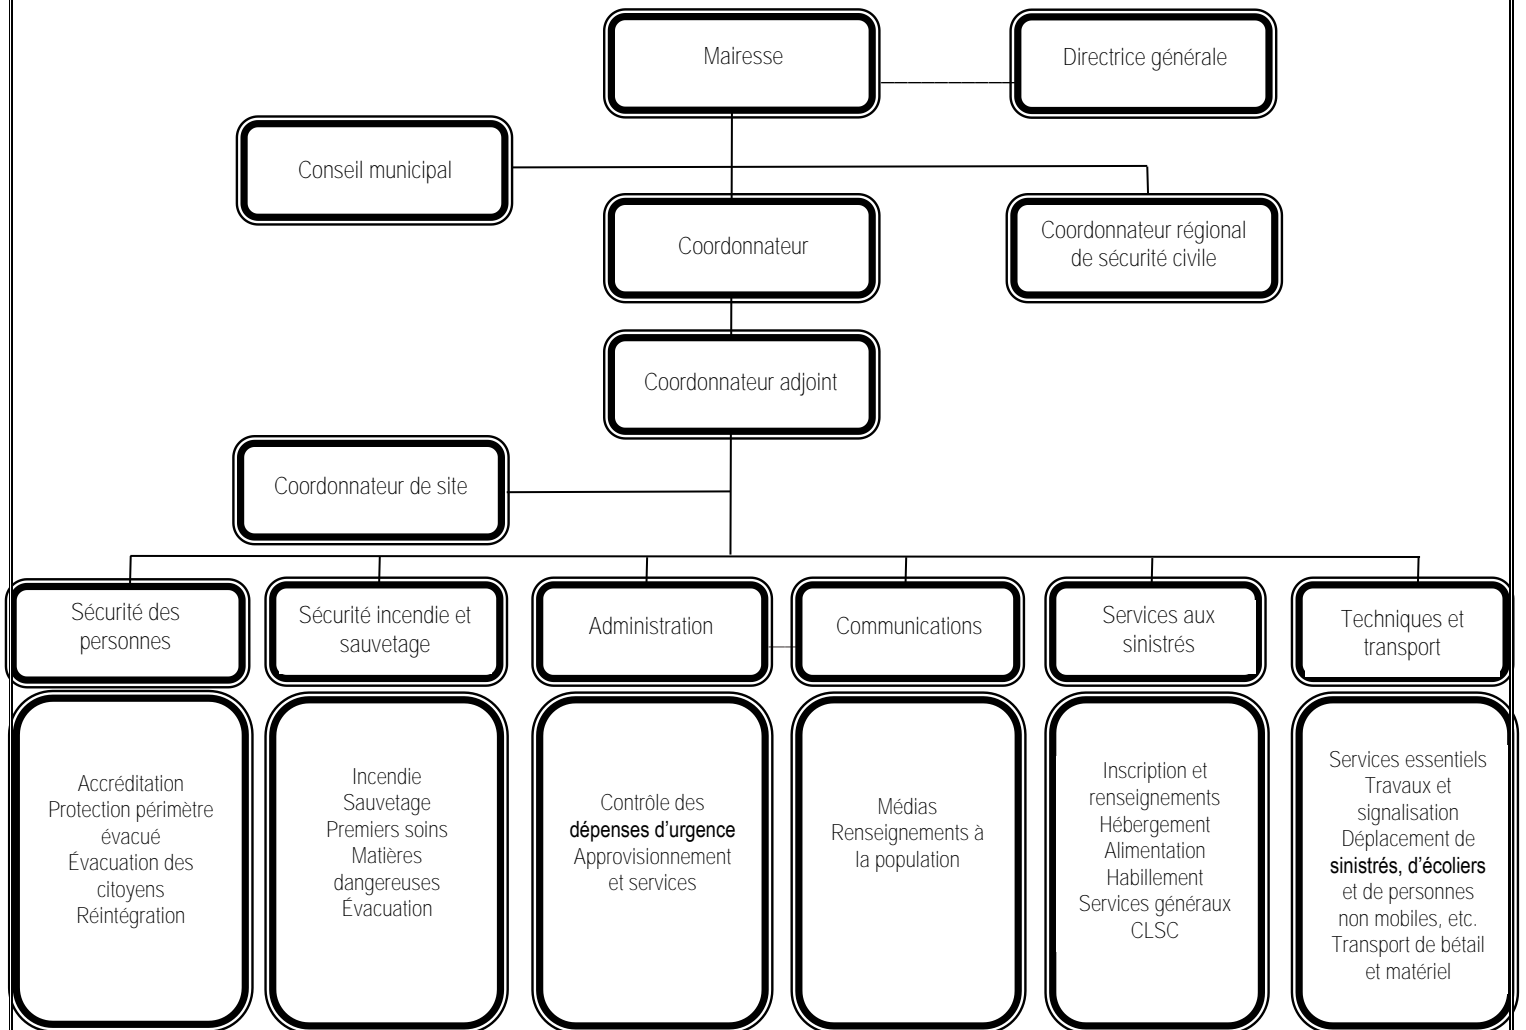 Mairesse
Directrice générale
Conseil municipal
Coordonnateur
Coordonnateur régional
de sécurité civile
Coordonnateur adjoint
Coordonnateur de site
Sécurité des
personnes
Sécurité incendie et
sauvetage
Administration
Communications
Services aux
sinistrés
Techniques et
transport
Accréditation
Protection périmètre
évacué
Évacuation des
citoyens
Réintégration
Incendie
Sauvetage
Premiers soins
Matières
dangereuses
Évacuation
Contrôle des
dépenses d’urgence
Approvisionnement
et services
Médias
Renseignements à
la population
Inscription et
renseignements
Hébergement
Alimentation
Habillement
Services généraux
CLSC
Services essentiels
Travaux et
signalisation
Déplacement de
sinistrés, d’écoliers
et de personnes
non mobiles, etc.
Transport de bétail
et matériel